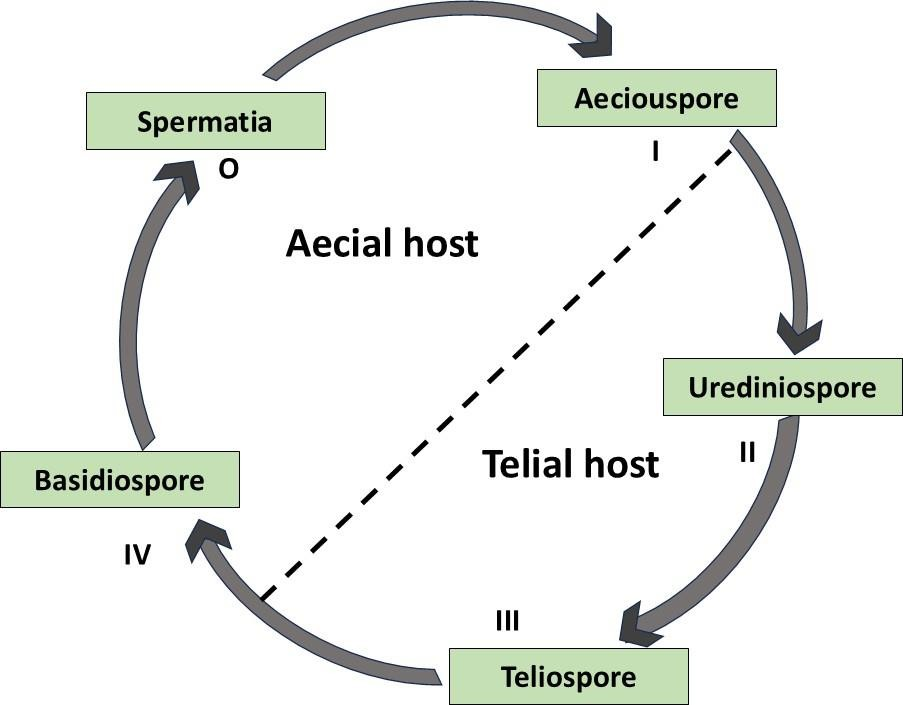 Aeciouspore
Spermatia
I
O
Aecial host
Urediniospore
II
Telial host
Basidiospore
IV
III
Teliospore